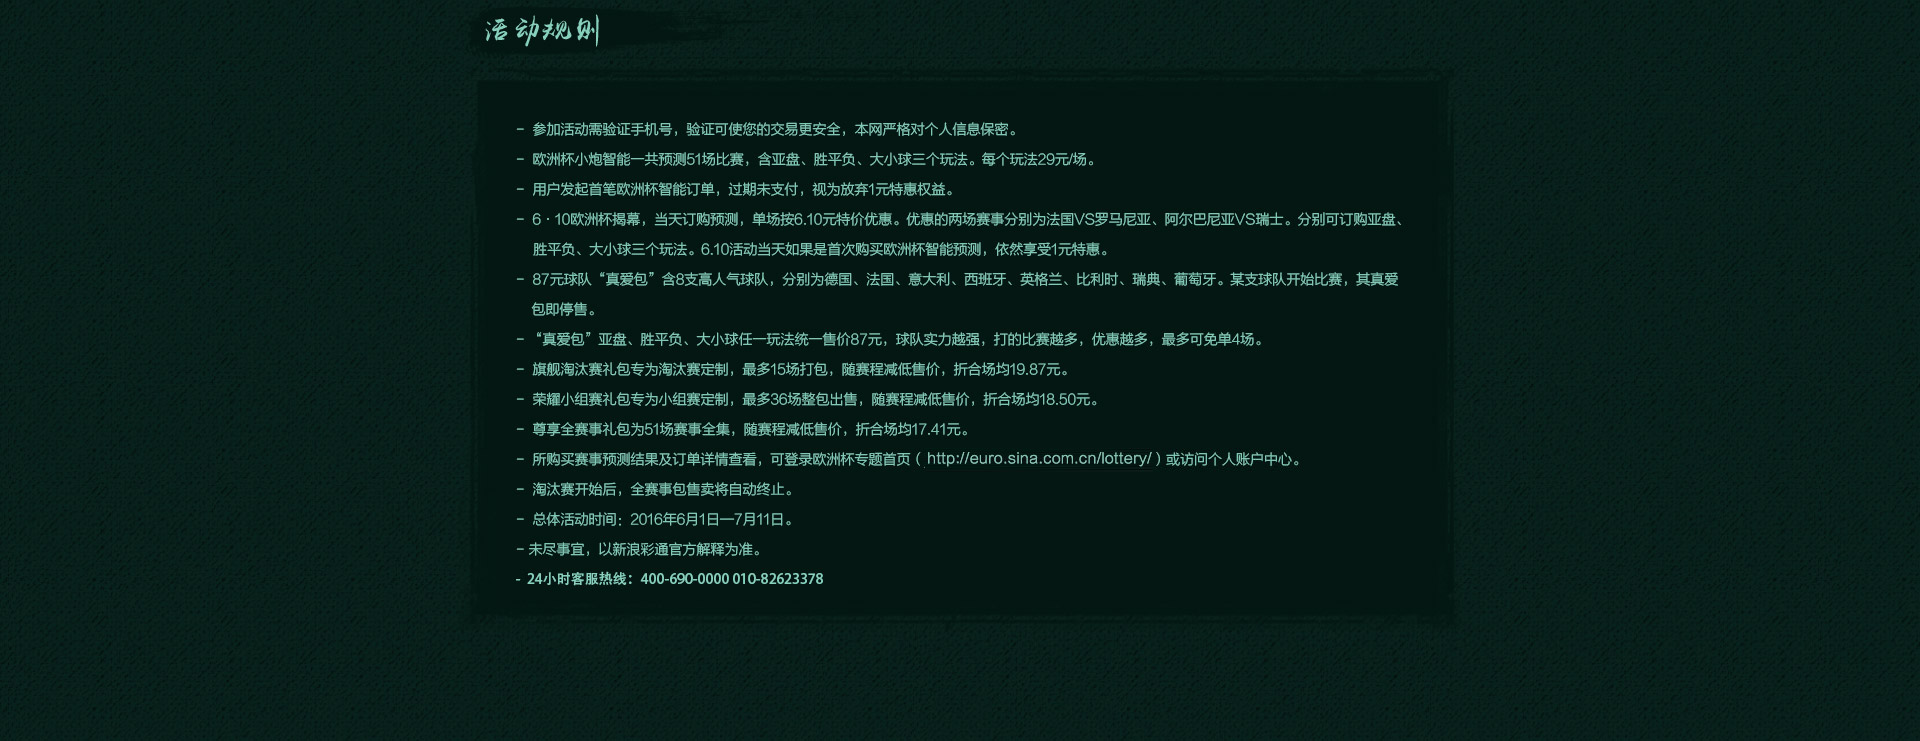 活动规则
- 参加活动需验证手机号，验证可使您的交易更安全，本网严格对个人信息保密。
- 欧洲杯小炮智能一共预测51场比赛，含亚盘、胜平负、大小球三个玩法。每个玩法29元/场。
- 用户发起首笔欧洲杯智能订单，过期未支付，视为放弃1元特惠权益。
- 6·10欧洲杯揭幕，当天订购预测，单场按6.10元特价优惠。优惠的两场赛事分别为法国VS罗马尼亚、阿尔巴尼亚VS瑞士。分别可订购亚盘、
胜平负、大小球三个玩法。6.10活动当天如果是首次购买欧洲杯智能预测，依然享受1元特惠。
- 87元球队“真爱包”含8支高人气球队，分别为德国、法国、意大利、西班牙、英格兰、比利时、瑞典、葡萄牙。某支球队开始比赛，其真爱
包即停售。
- “真爱包”亚盘、胜平负、大小球任一玩法统一售价87元，球队实力越强，打的比赛越多，优惠越多，最多可免单4场。
- 旗舰淘汰赛礼包专为淘汰赛定制，最多15场打包，随赛程减低售价，折合场均19.87元。
- 荣耀小组赛礼包专为小组赛定制，最多36场整包出售，随赛程减低售价，折合场均18.50元。
- 尊享全赛事礼包为51场赛事全集，随赛程减低售价，折合场均17.41元。
- 所购买赛事预测结果及订单详情查看，可登录欧洲杯专题首页（http://euro.sina.com.cn/lottery/）或访问个人账户中心。
- 淘汰赛开始后，全赛事包售卖将自动终止。
- 总体活动时间：2016年6月1日—7月11日。
- 未尽事宜，以新浪彩通官方解释为准。
- 24小时客服热线：400-690-0000 010-82623378